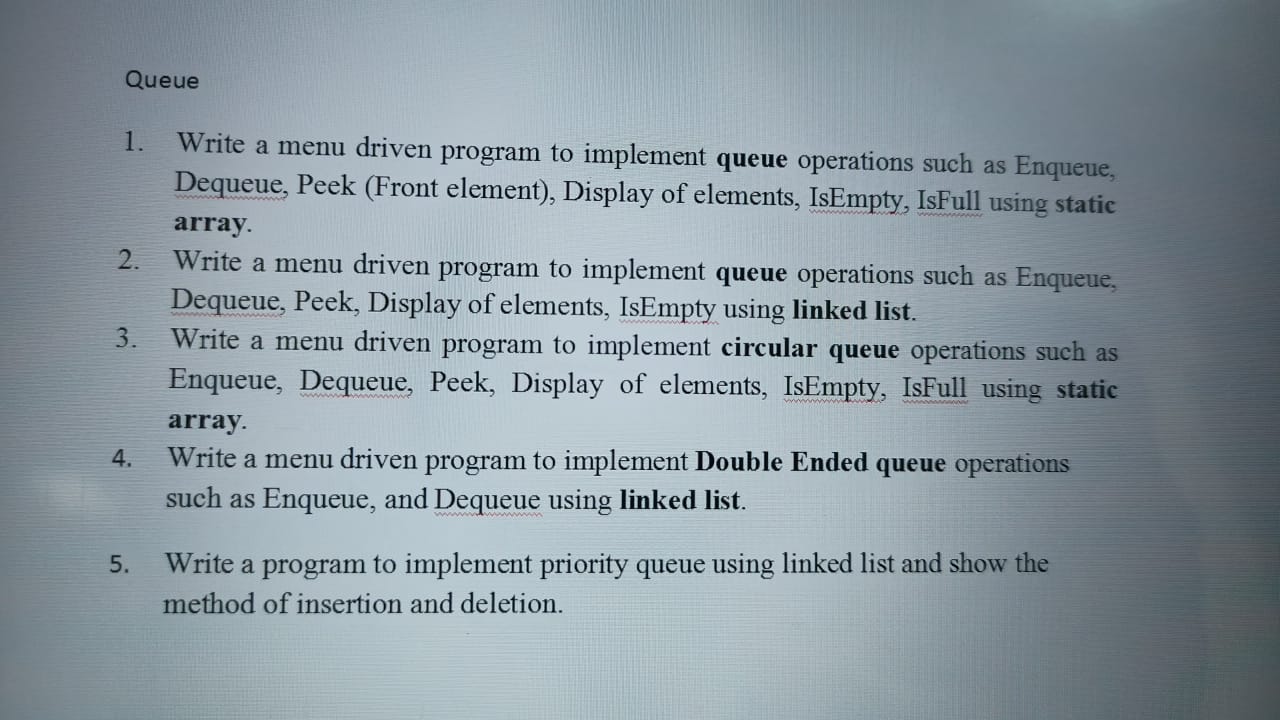 Queue
1. Write a menu driven program to implement queue operations such as Enqueue,
Dequeue, Peek (Front element), Display of elements, IsEmpty, IsFull using static
array.
2. Write a menu driven program to implement queue operations such as Enqueue,
Dequeue, Peek, Display of elements, IsEmpty using linked list.
3. Write a menu driven program to implement circular queue operations such as
Enqueue, Dequeue, Peek, Display of elements, IsEmpty, IsFull using static
array.
4. Write a menu driven program to implement Double Ended queue operations
such as Enqueue, and Dequeue using linked list.
5. Write a program to implement priority queue using linked list and show the
method of insertion and deletion.